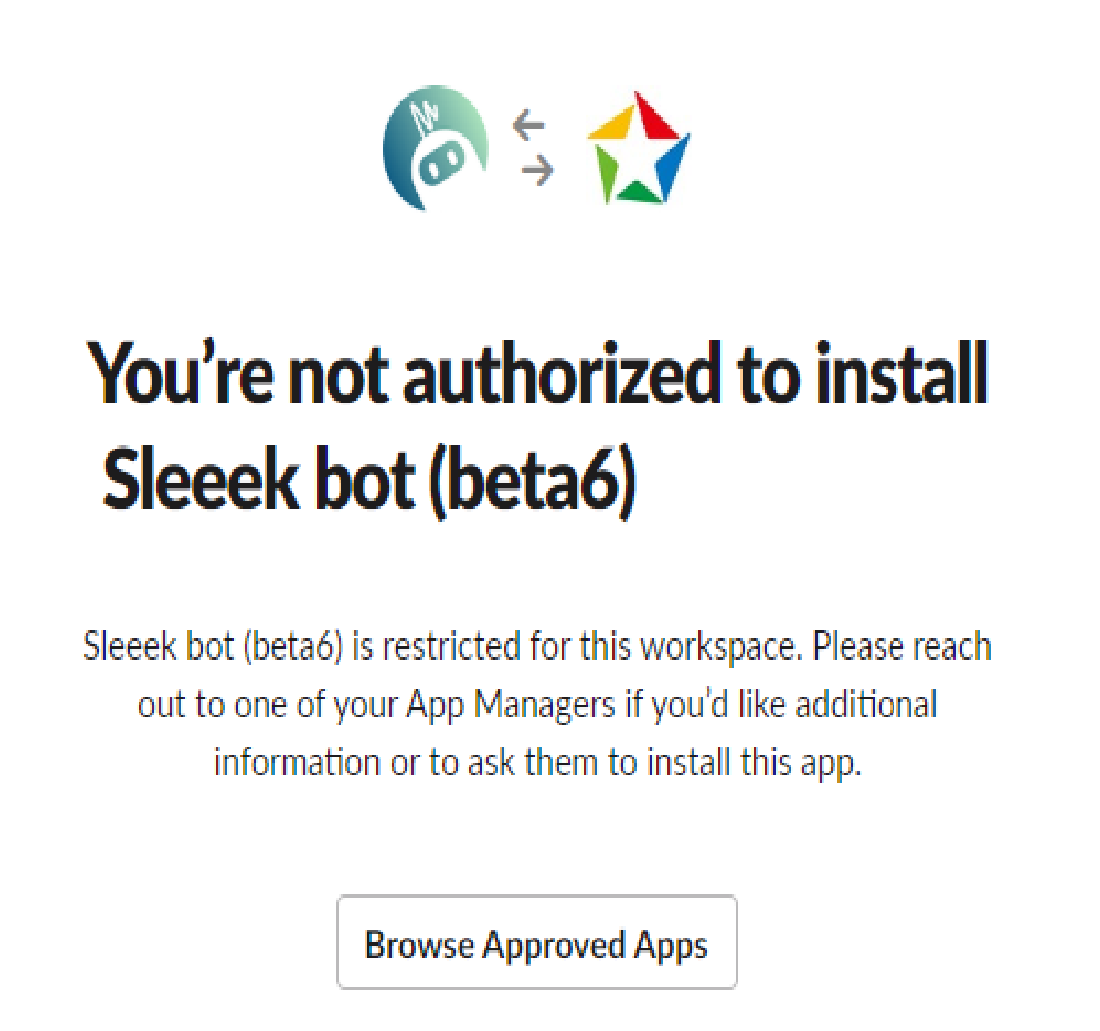 You’re not authorized to install
Sleeek bot (beta6)
Sleeek bot (beta6) is restricted for this workspace. Please reach
out to one of your App Managers if you’d like additional
information or to ask them to install this app.
Browse Approved Apps